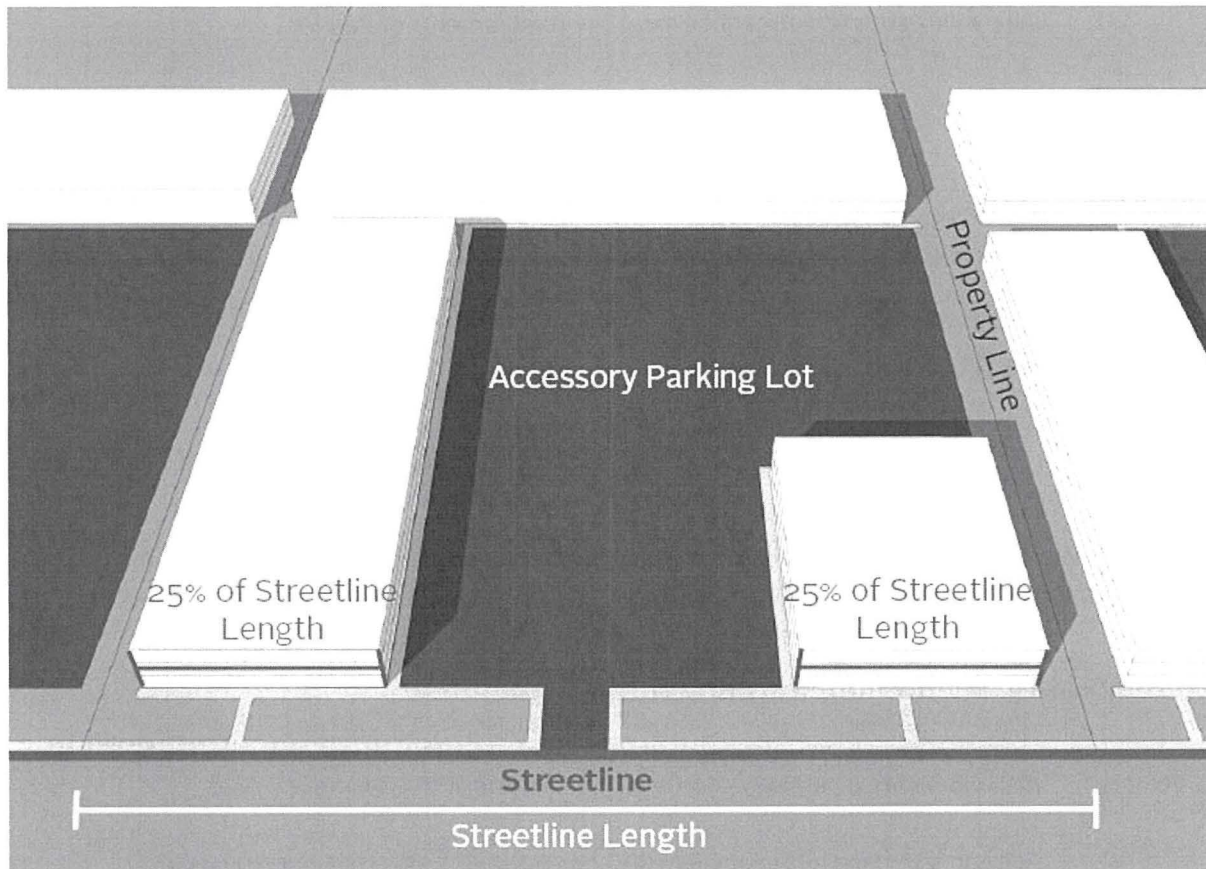 Property Line
Accessory Parking Lot
25% of Streetline
Length
25% of Streetline
Length
Streetline
Streetline Length